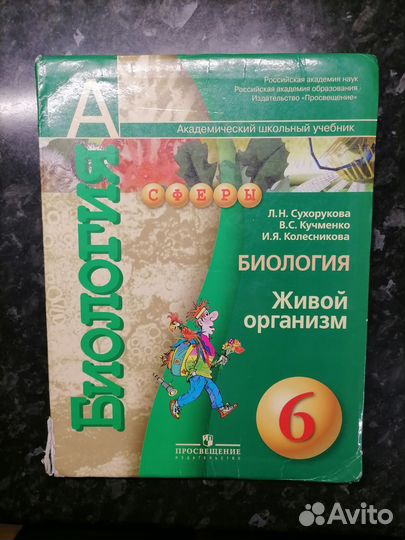 Российская академия наук
Российская академия образования
Издательство «Просвещение»
А
Академический школьный учебник
СФЕРЫ
Л.Н. Сухорукова
В.С. Кучменко
И.Я. Колесникова
БИОЛОГИЯ
Живой
организм
Биология
6
ПРОСВЕЩЕНИЕ
ИЗДАТЕЛЬСТВО
Avito